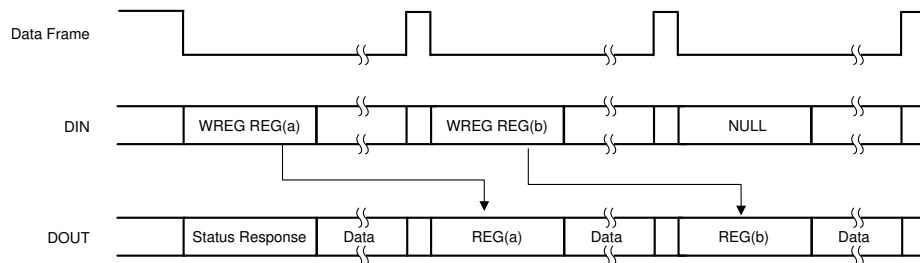 Data Frame
DIN WREG REG(a) WREG REG(b) NULL
DOUT Status Response Data REG(a) Data REG(b) Data